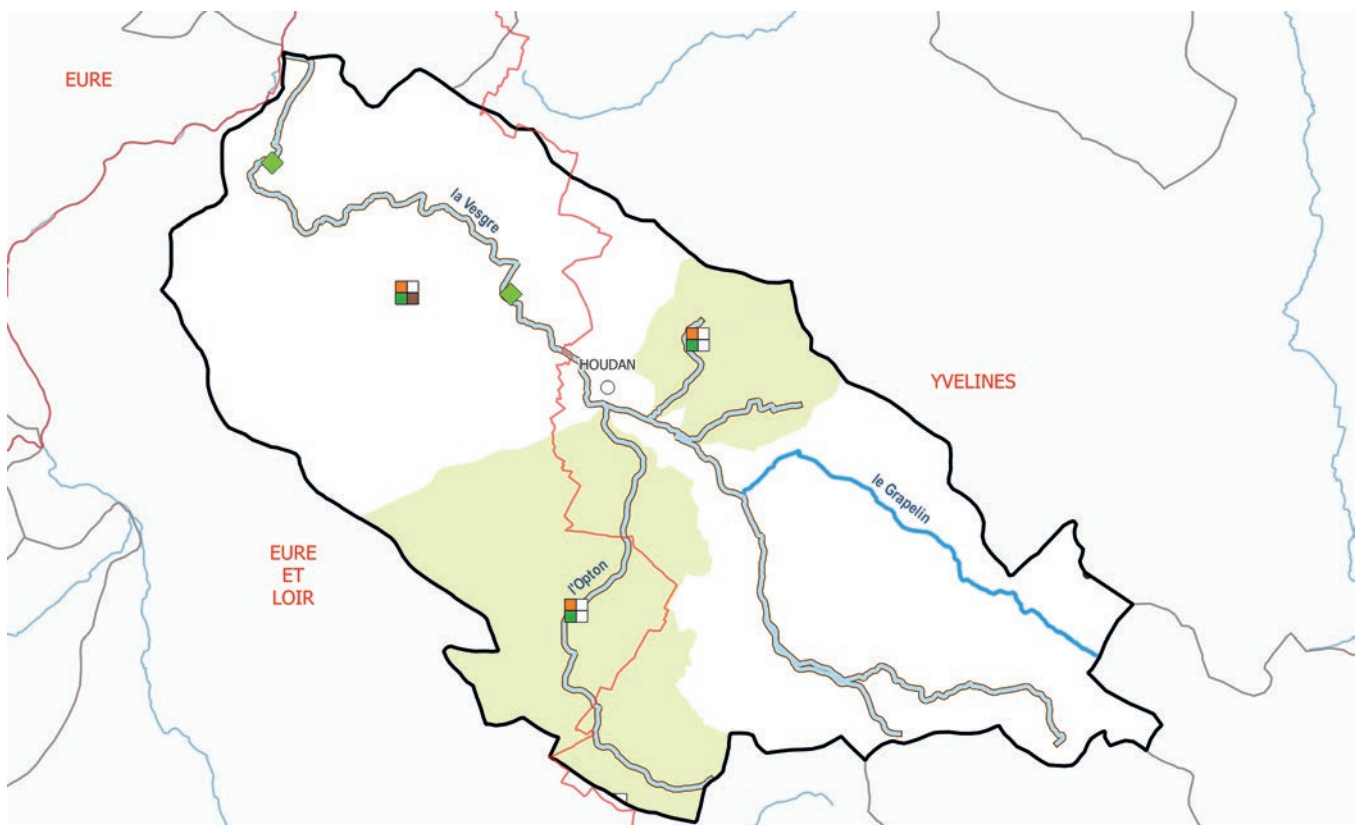 EURE
la Vesgre
HOUDAN
YVELINES
le Grapelin
EURE
ET
LOIR
l'Opton